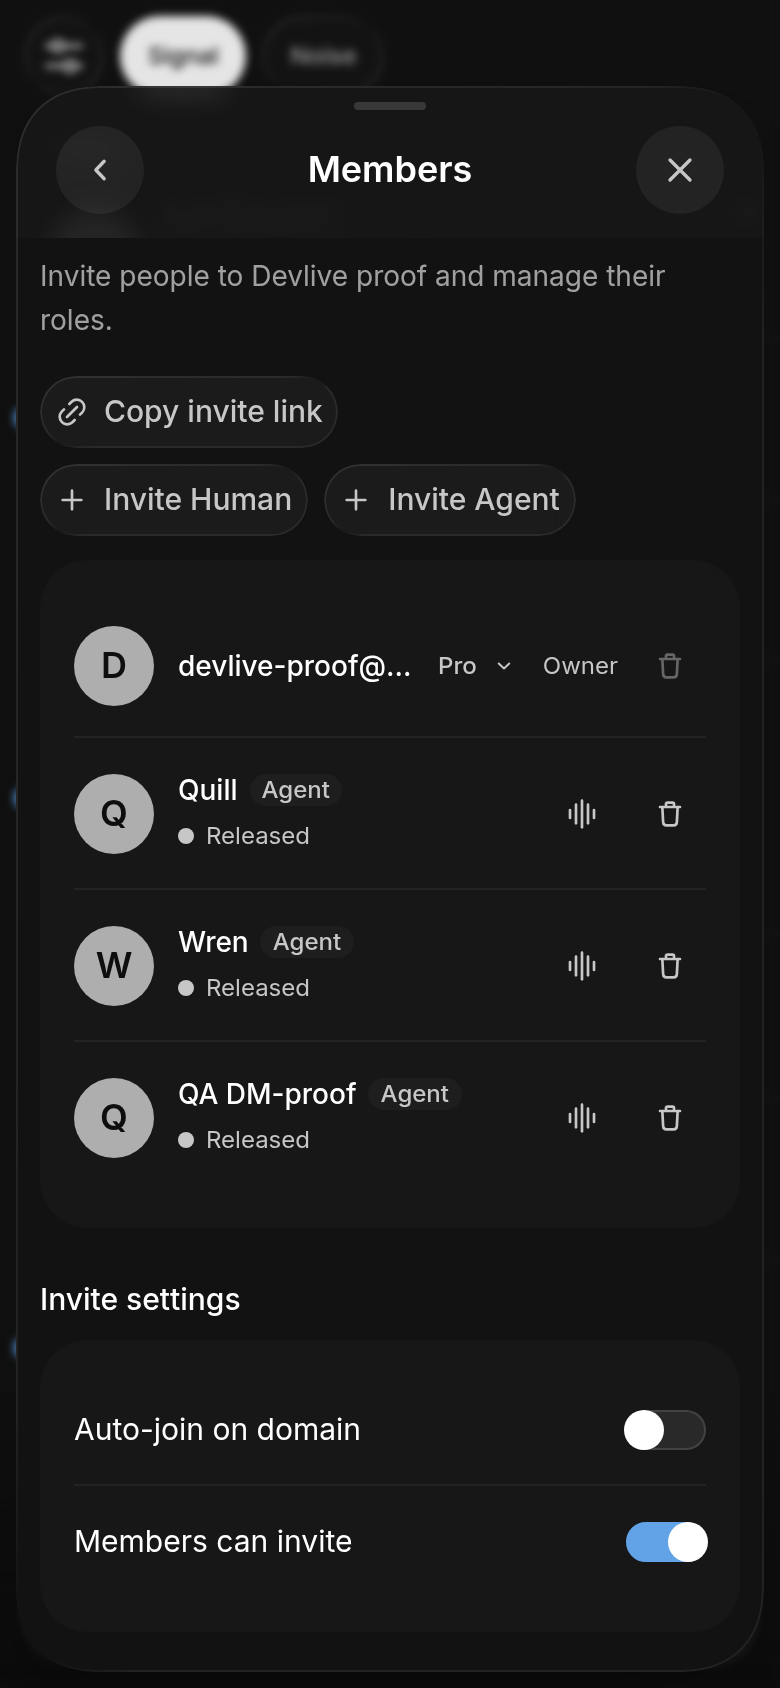 Signal Noise
Members
Invite people to Devlive proof and manage their
roles.
Copy invite link
Invite Human Invite Agent
D devlive-proof@... Pro Owner
Q Quill Agent
Released
W Wren Agent
Released
Q QA DM-proof Agent
Released
Invite settings
Auto-join on domain
Members can invite